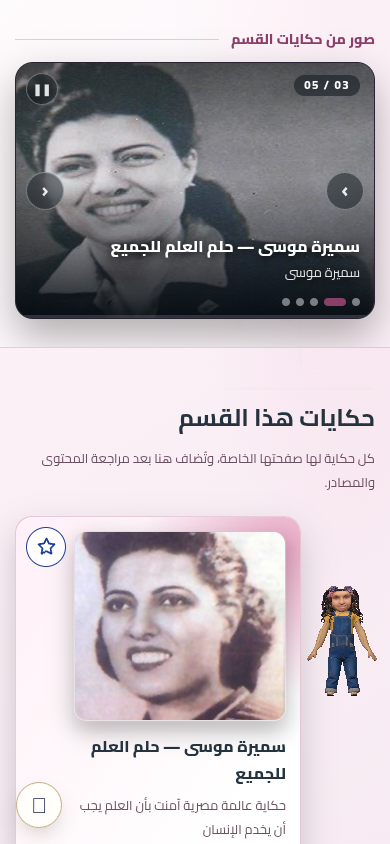 صور من حكايات القسم
05 / 03
سميرة موسى — حلم العلم للجميع
سميرة موسى
حكايات هذا القسم
كل حكاية لها صفحتها الخاصة، وتُضاف هنا بعد مراجعة المحتوى
والمصادر.
سميرة موسى — حلم العلم
للجميع
حكاية عالمة مصرية آمنت بأن العلم يجب
أن يخدم الإنسان